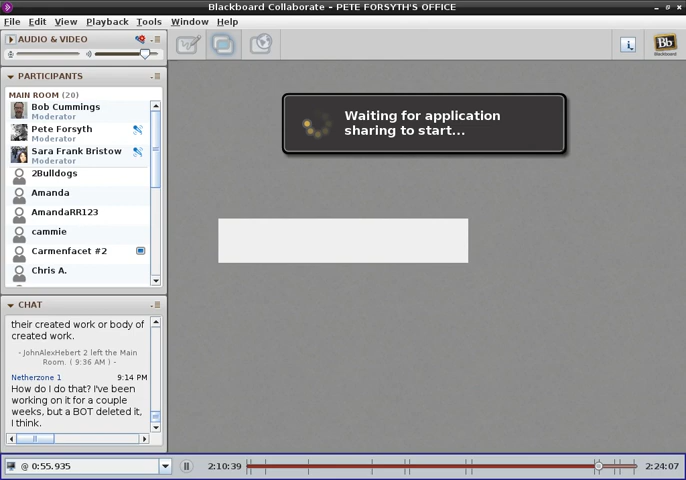 Blackboard Collaborate – PETE FORSYTH'S OFFICE
File Edit View Playback Tools Window Help
AUDIO & VIDEO
PARTICIPANTS
MAIN ROOM (20)
Bob Cummings
Moderator
Pete Forsyth
Moderator
Sara Frank Bristow
Moderator
2Bulldogs
Amanda
AmandaRR123
cammie
Carmenfacet #2
Chris A.
CHAT
their created work or body of
created work.
- JohnAlexHebert 2 left the Main
Room. ( 9:36 AM ) -
Netherzone 1 9:14 PM
How do I do that? I've been
working on it for a couple
weeks, but a BOT deleted it,
I think.
Waiting for application
sharing to start...
i
Bb
Blackboard
@ 0:55.935
2:10:39
2:24:07